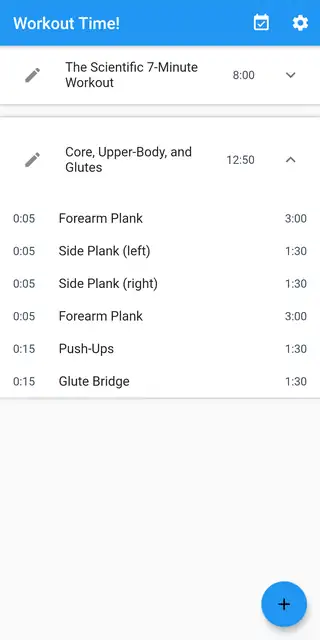 Workout Time!
The Scientific 7-Minute
Workout
8:00
Core, Upper-Body, and
Glutes
12:50
0:05 Forearm Plank 3:00
0:05 Side Plank (left) 1:30
0:05 Side Plank (right) 1:30
0:05 Forearm Plank 3:00
0:15 Push-Ups 1:30
0:15 Glute Bridge 1:30